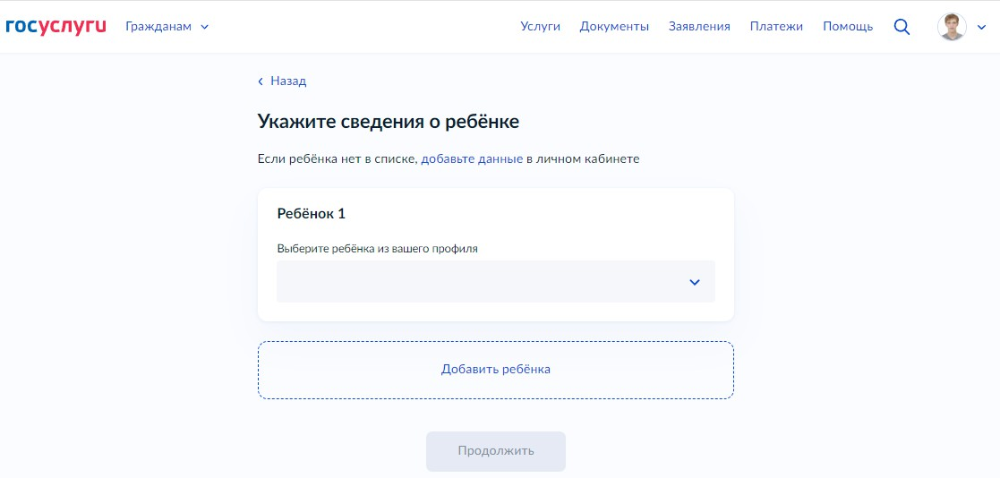 госуслуги Гражданам Услуги Документы Заявления Платежи Помощь
Назад
Укажите сведения о ребёнке
Если ребёнка нет в списке, добавьте данные в личном кабинете
Ребёнок 1
Выберите ребёнка из вашего профиля
Добавить ребёнка
Продолжить